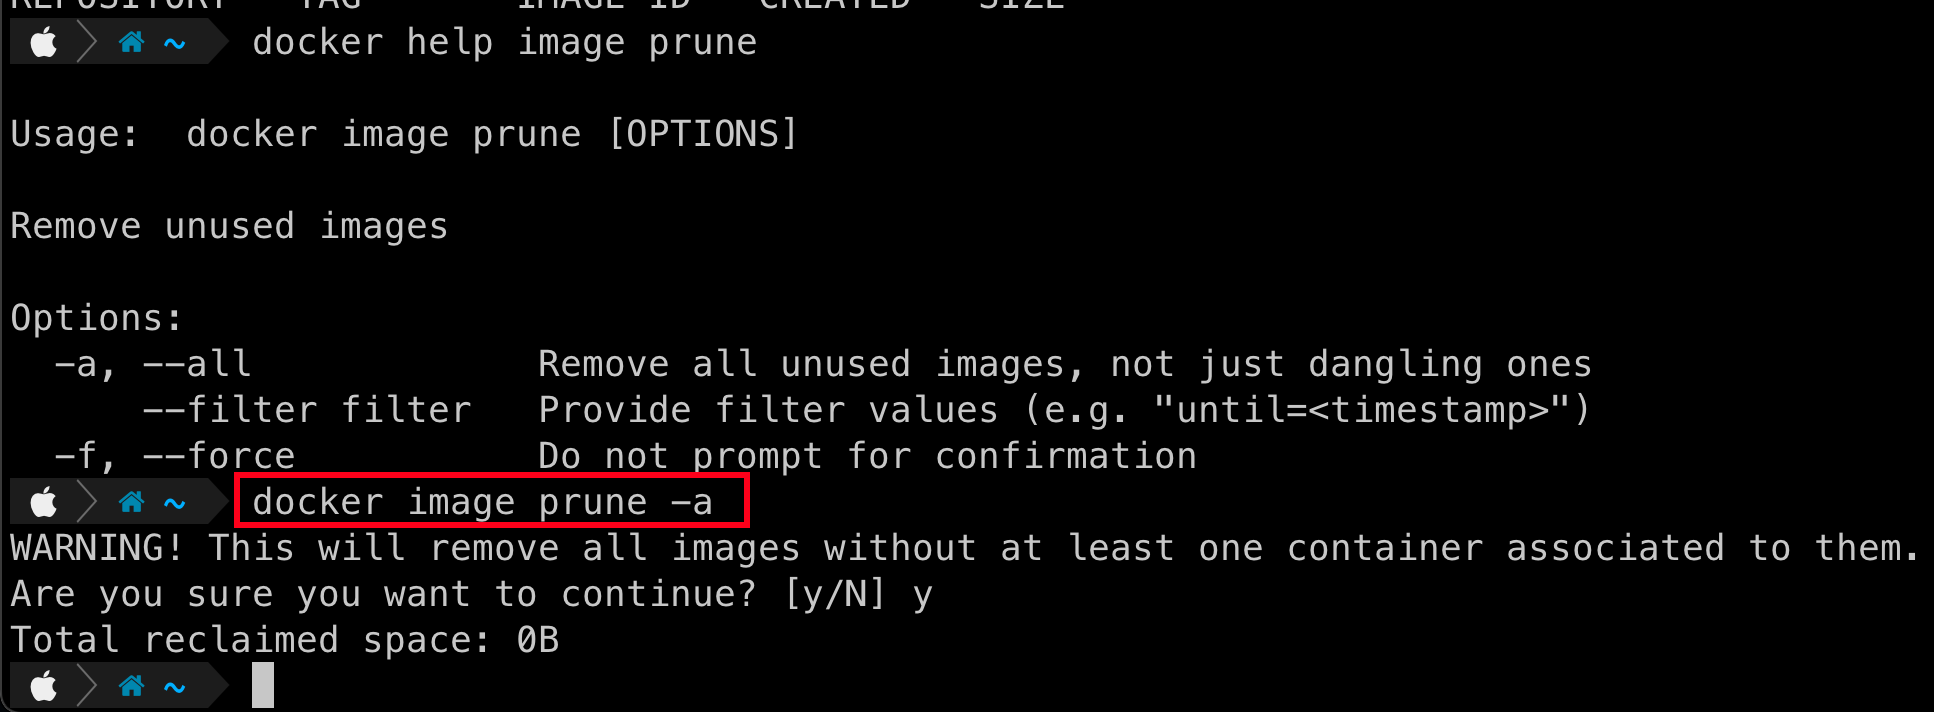 REPOSITORY   TAG       IMAGE ID   CREATED   SIZE
~ docker help image prune
Usage:  docker image prune [OPTIONS]
Remove unused images
Options:
  -a, --all             Remove all unused images, not just dangling ones
      --filter filter   Provide filter values (e.g. "until=<timestamp>")
  -f, --force           Do not prompt for confirmation
~ docker image prune -a
WARNING! This will remove all images without at least one container associated to them.
Are you sure you want to continue? [y/N] y
Total reclaimed space: 0B
~